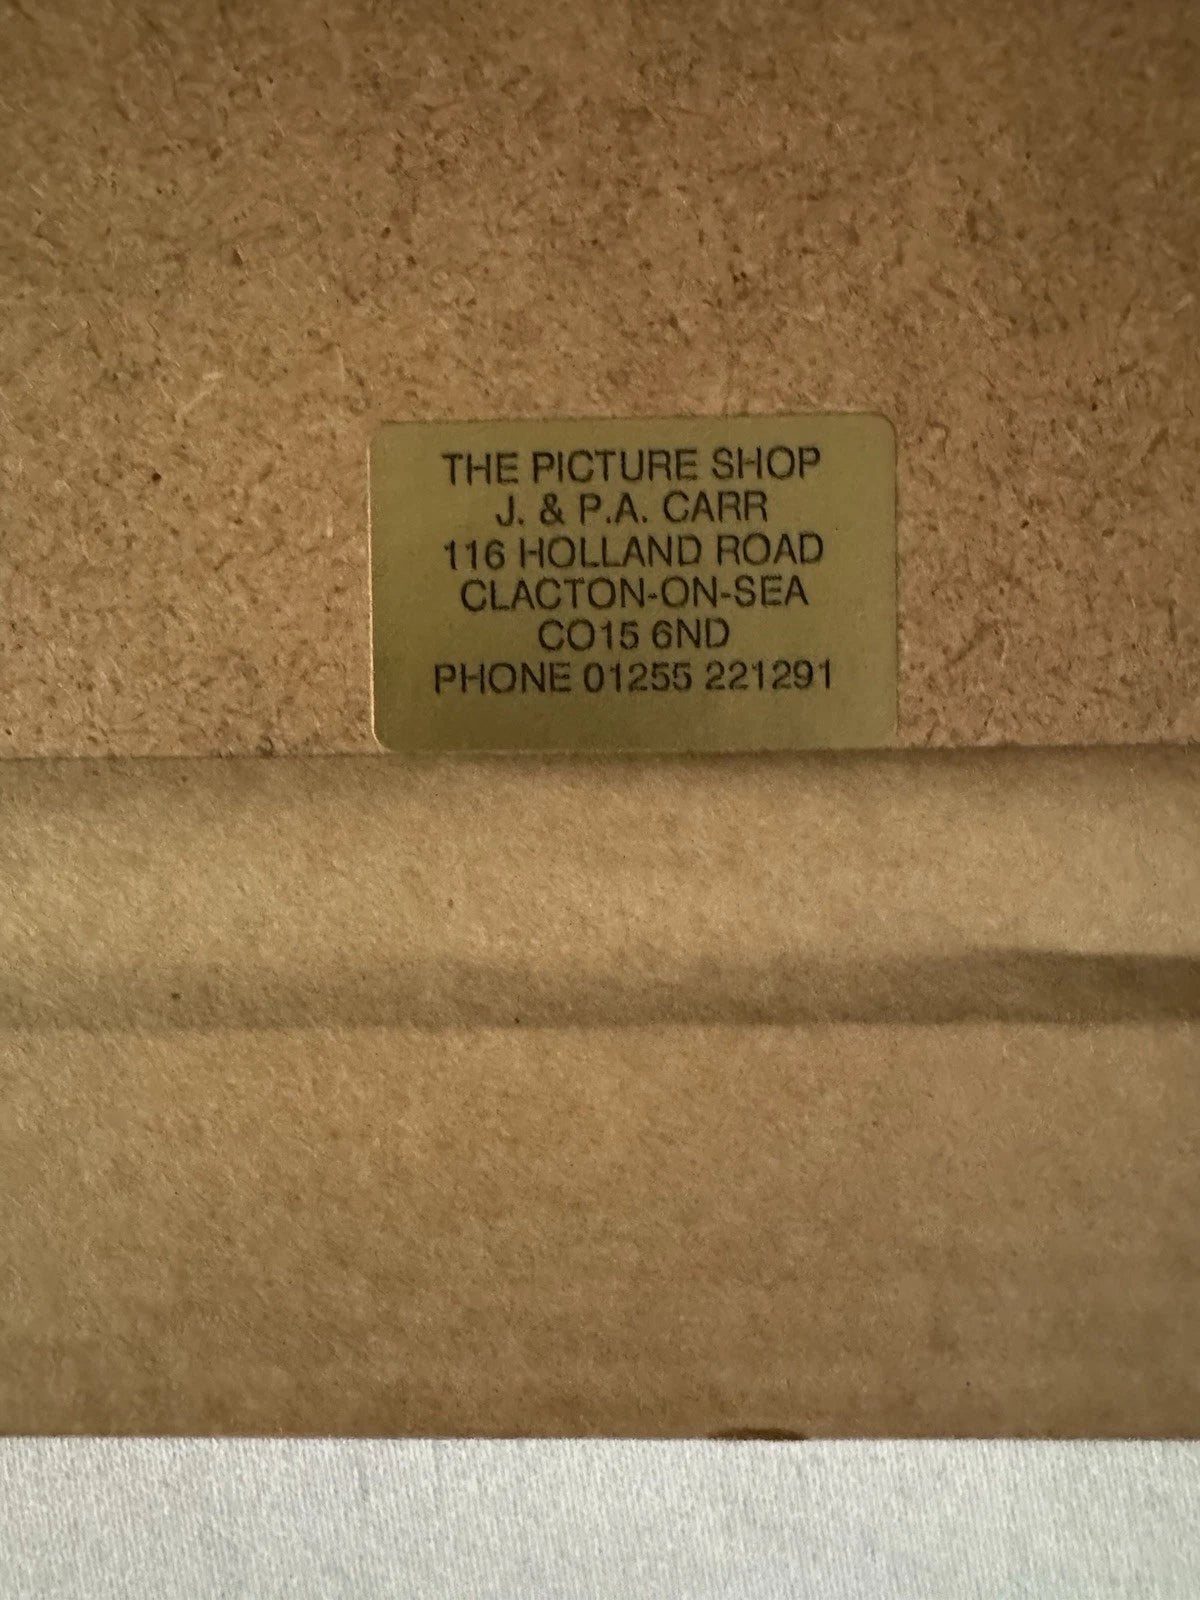 THE PICTURE SHOP
J. & P.A. CARR
116 HOLLAND ROAD
CLACTON-ON-SEA
CO15 6ND
PHONE 01255 221291